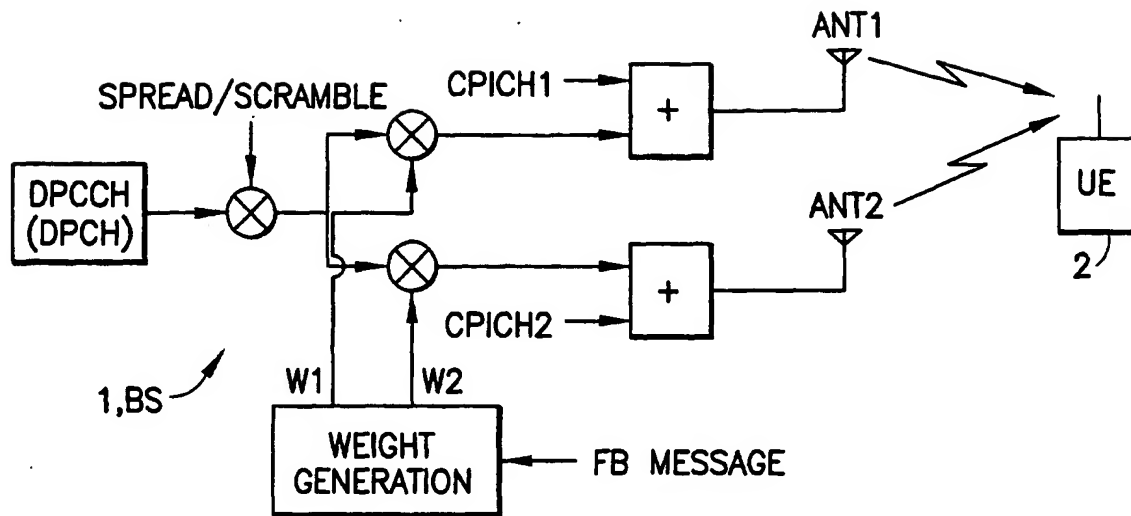 ANT1
CPICH1
SPREAD/SCRAMBLE
+
DPCCH
(DPCH)
UE
ANT2
2
+
CPICH2
W1
W2
1,BS
WEIGHT
GENERATION
FB MESSAGE